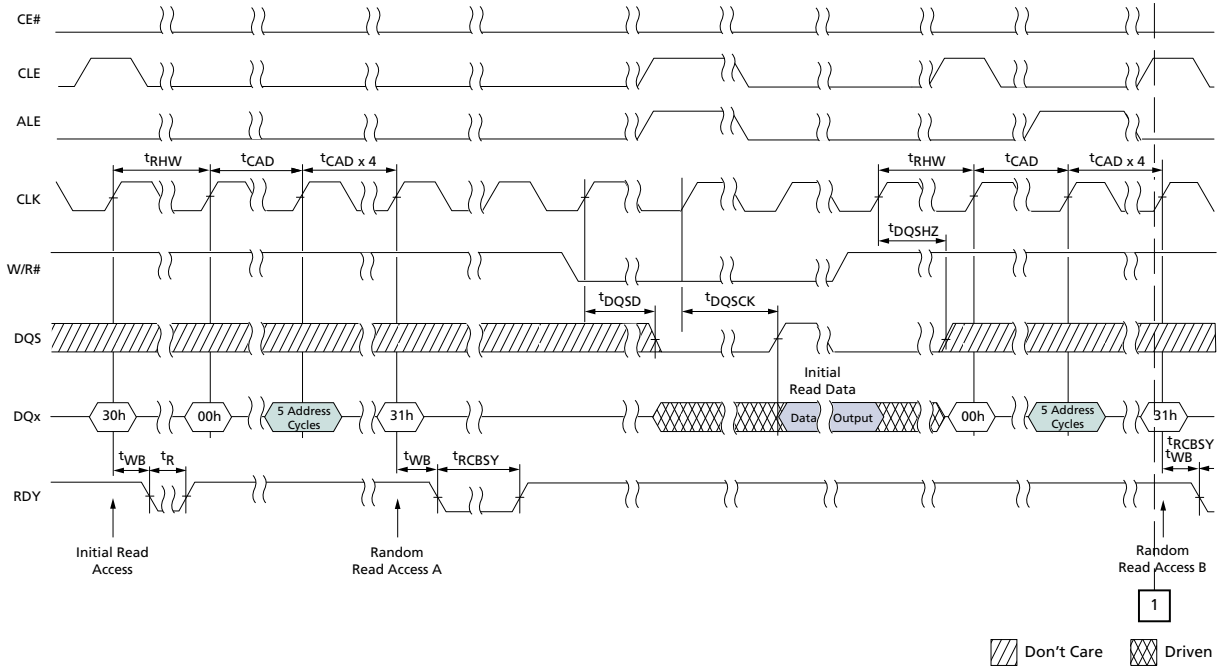 CE#
CLE
ALE
tRHW
tCAD
tCAD x 4
tRHW
tCAD
tCAD x 4
CLK
tDQSHZ
W/R#
tDQSD
tDQSCK
DQS
Initial
Read Data
DQx
30h
00h
5 Address
Cycles
31h
Data
Output
00h
5 Address
Cycles
31h
tWB
tR
tWB
tRCBSY
tRCBSY
tWB
RDY
Initial Read
Access
Random
Read Access A
Random
Read Access B
1
Don't Care
Driven